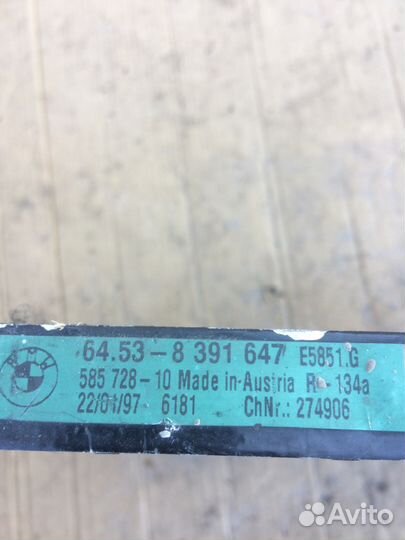 BMW
64.53-8 391 647 E5851.G
585 728-10 Made in Austria R 134a
22/01/97 6181 ChNr.: 274906
Avito